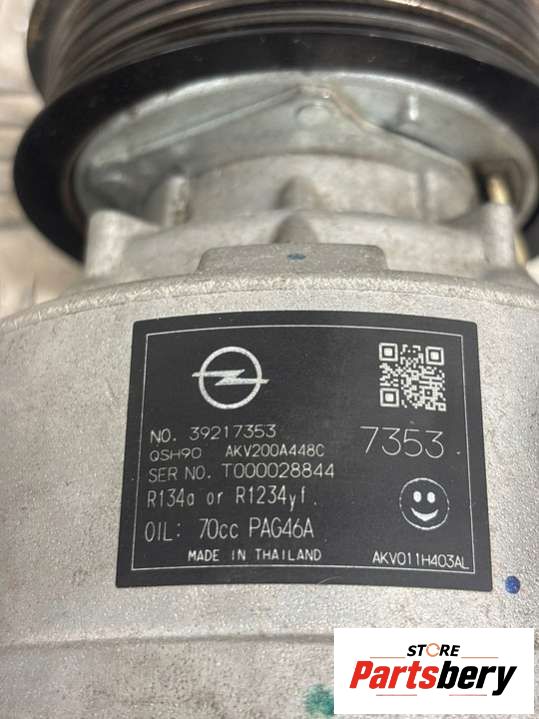 NO. 39217353
7353
QSH90 AKV200A448C
SER NO. T000028844
R134a or R1234yf
OIL: 70cc PAG46A
MADE IN THAILAND
AKV011H403AL
STORE
Partsbery